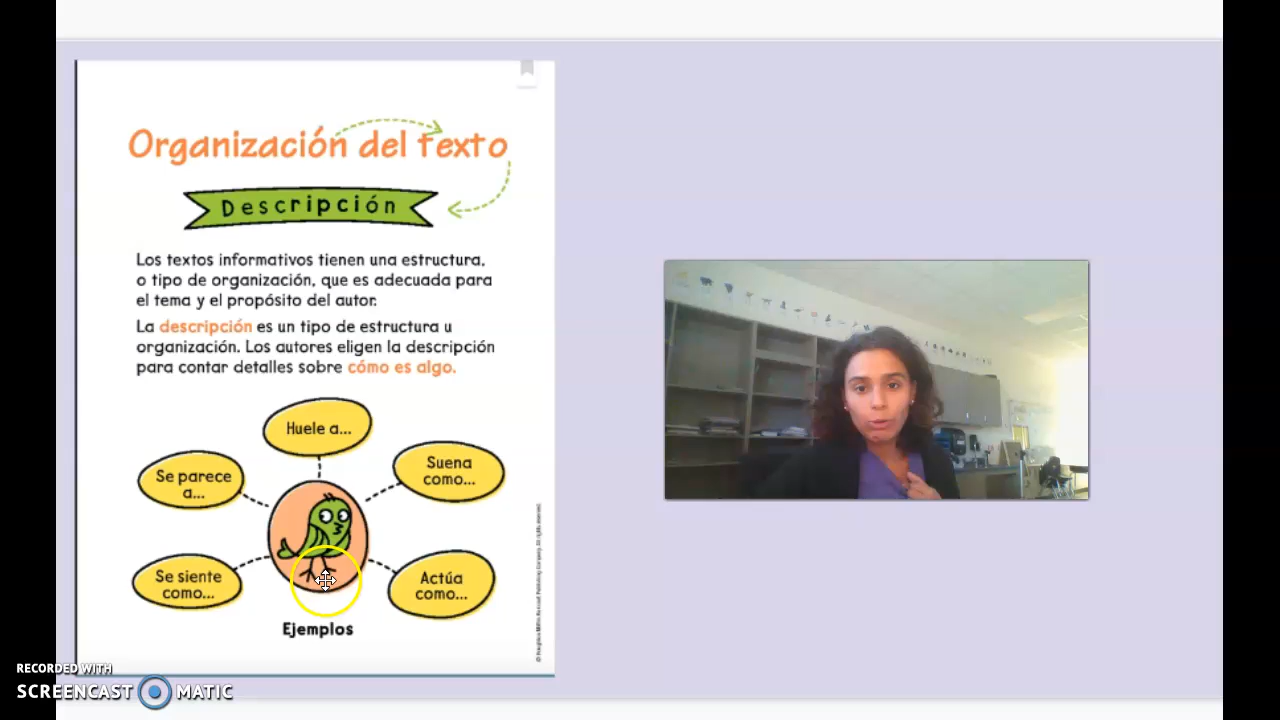 Organización del texto
Descripción
Los textos informativos tienen una estructura,
o tipo de organización, que es adecuada para
el tema y el propósito del autor.
La descripción es un tipo de estructura u
organización. Los autores eligen la descripción
para contar detalles sobre cómo es algo.
Huele a...
Se parece
a...
Suena
como...
Se siente
como...
Actúa
como...
Ejemplos
RECORDED WITH
SCREENCAST MATIC